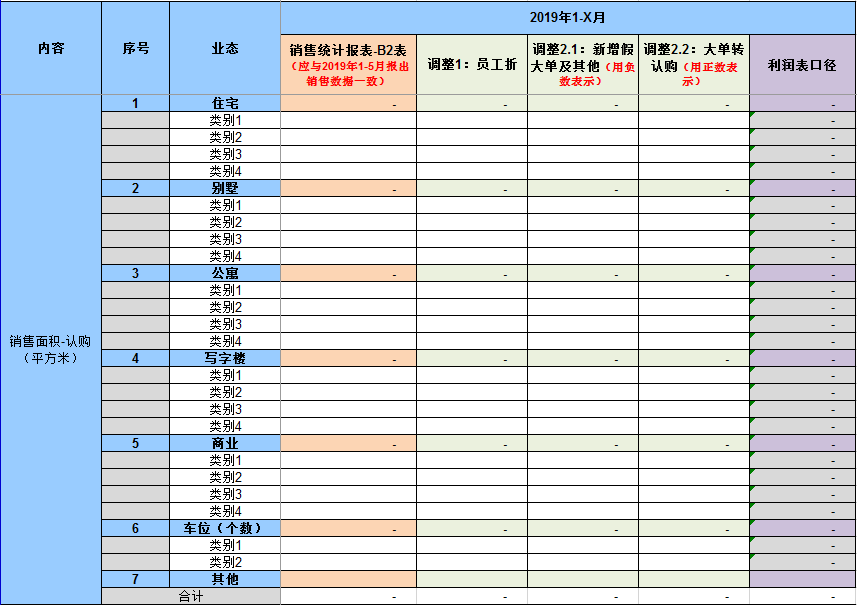 2019年1-X月
内容 序号 业态
销售统计报表-B2表
(应与2019年1-5月报出
销售数据一致)
调整1：员工折
调整2.1：新增假
大单及其他(用负
数表示)
调整2.2：大单转
认购(用正数表
示)
利润表口径
销售面积-认购
（平方米）
1 住宅 - - - - -
类别1 -
类别2 -
类别3 -
类别4 -
2 别墅 - - - - -
类别1 -
类别2 -
类别3 -
类别4 -
3 公寓 - - - - -
类别1 -
类别2 -
类别3 -
类别4 -
4 写字楼 - - - - -
类别1 -
类别2 -
类别3 -
类别4 -
5 商业 - - - - -
类别1 -
类别2 -
类别3 -
类别4 -
6 车位（个数） - - - - -
类别1 -
类别2 -
7 其他
合计 - - - - -